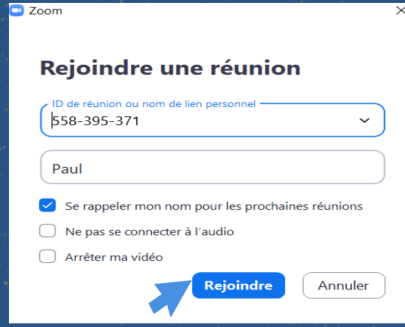 Zoom
Rejoindre une réunion
ID de réunion ou nom de lien personnel
558-395-371
Paul
Se rappeler mon nom pour les prochaines réunions
Ne pas se connecter à l'audio
Arrêter ma vidéo
Rejoindre Annuler